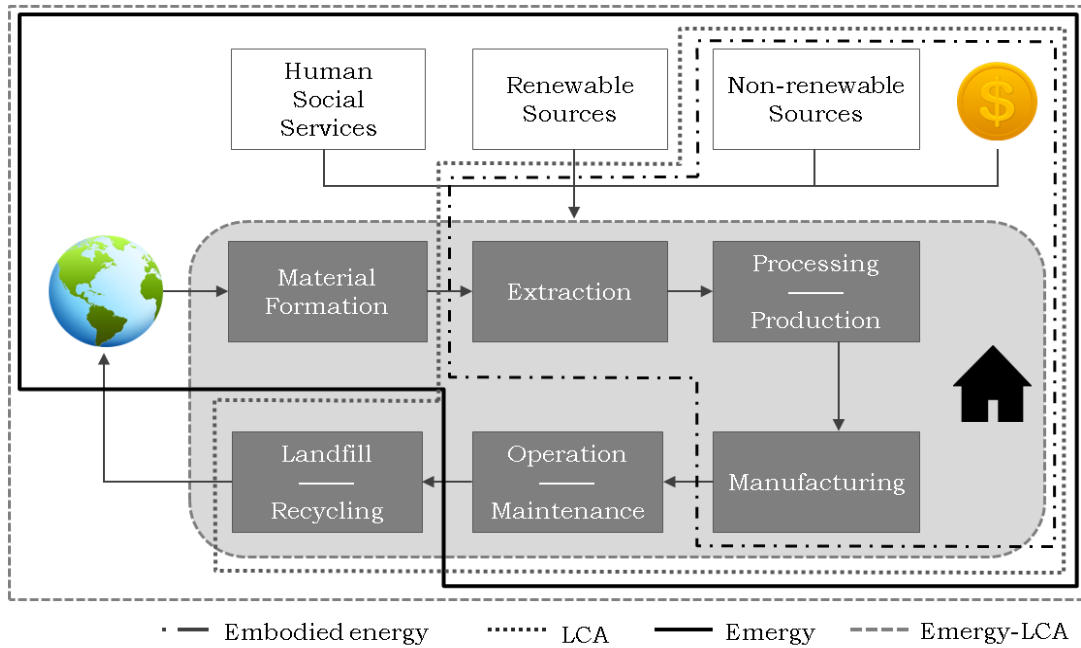 Human
Social
Services
Renewable
Sources
Non-renewable
Sources
$
Material
Formation
Extraction
Processing
Production
Landfill
Recycling
Operation
Maintenance
Manufacturing
Embodied energy
LCA
Emergy
Emergy-LCA